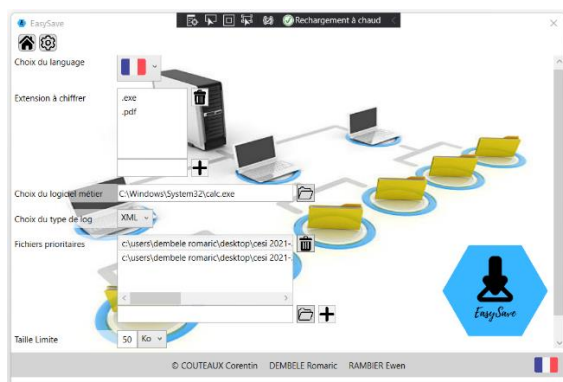 EasySave
Rechargement à chaud
Choix du language
Extension à chiffrer
.exe
.pdf
Choix du logiciel métier
C:\Windows\System32\calc.exe
Choix du type de log
XML
Fichiers prioritaires
c:\users\dembele romaric\desktop\cesi 2021-
c:\users\dembele romaric\desktop\cesi 2021-
EasySave
Taille Limite
50 Ko
© COUTEAUX Corentin DEMBELE Romaric RAMBIER Ewen